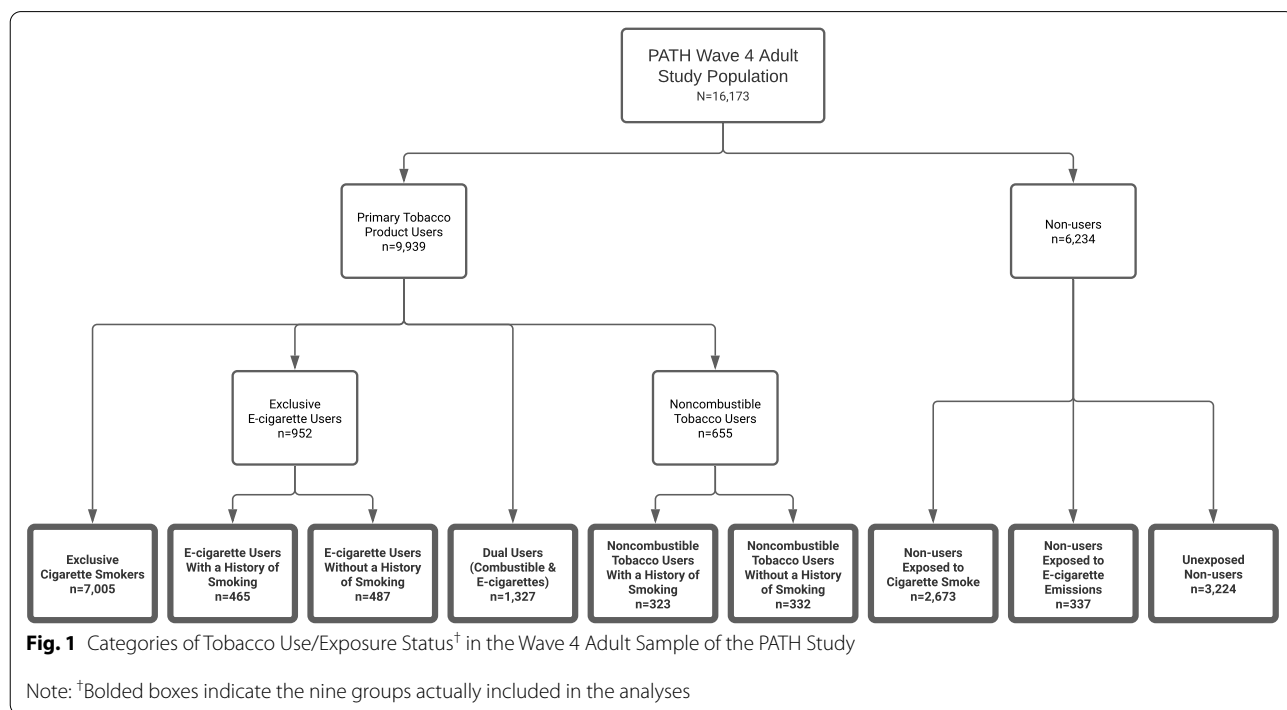 PATH Wave 4 Adult
Study Population
N=16,173
Primary Tobacco
Product Users
n=9,939
Non-users
n=6,234
Exclusive
E-cigarette Users
n=952
Noncombustible
Tobacco Users
n=655
Exclusive
Cigarette Smokers
n=7,005
E-cigarette Users
With a History of
Smoking
n=465
E-cigarette Users
Without a History
of Smoking
n=487
Dual Users
(Combustible &
E-cigarettes)
n=1,327
Noncombustible
Tobacco Users
With a History of
Smoking
n=323
Noncombustible
Tobacco Users
Without a History
of Smoking
n=332
Non-users
Exposed to
Cigarette Smoke
n=2,673
Non-users
Exposed to
E-cigarette
Emissions
n=337
Unexposed
Non-users
n=3,224
Fig. 1 Categories of Tobacco Use/Exposure Status† in the Wave 4 Adult Sample of the PATH Study
Note: †Bolded boxes indicate the nine groups actually included in the analyses